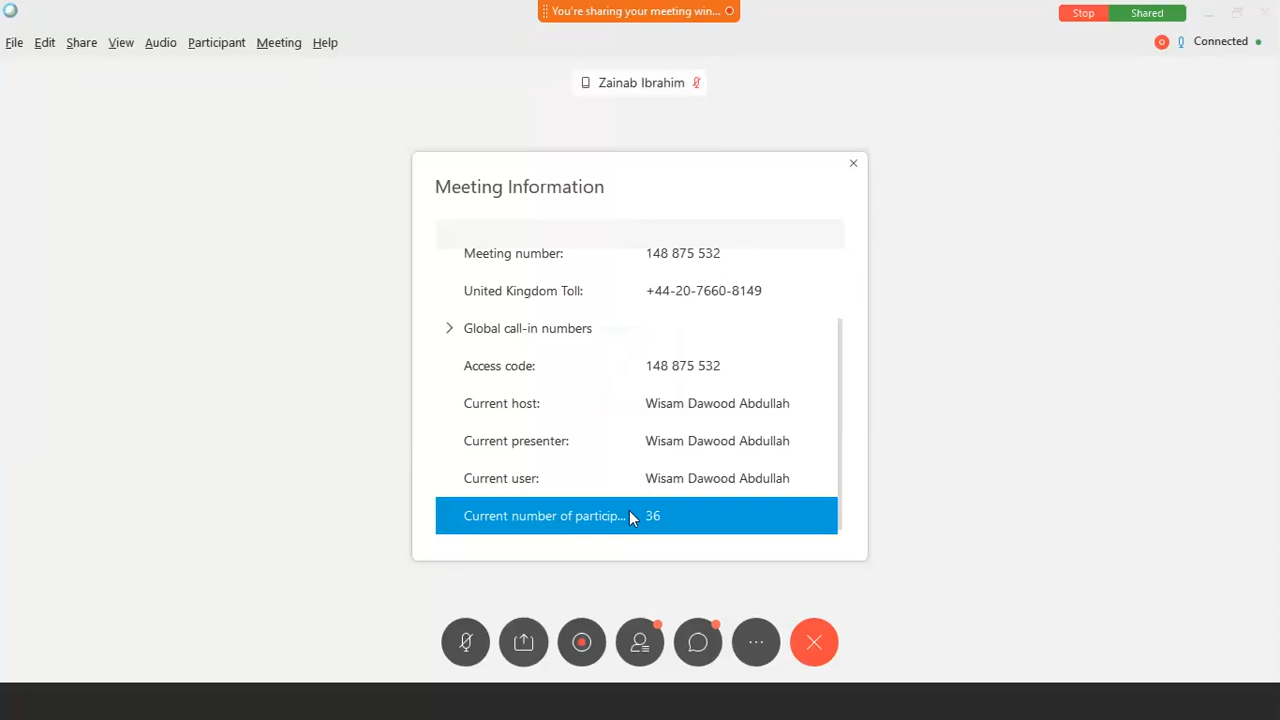 You're sharing your meeting win...
Stop Shared
File Edit Share View Audio Participant Meeting Help
Connected
Zainab Ibrahim
Meeting Information
Meeting number: 148 875 532
United Kingdom Toll: +44-20-7660-8149
Global call-in numbers
Access code: 148 875 532
Current host: Wisam Dawood Abdullah
Current presenter: Wisam Dawood Abdullah
Current user: Wisam Dawood Abdullah
Current number of particip... 36